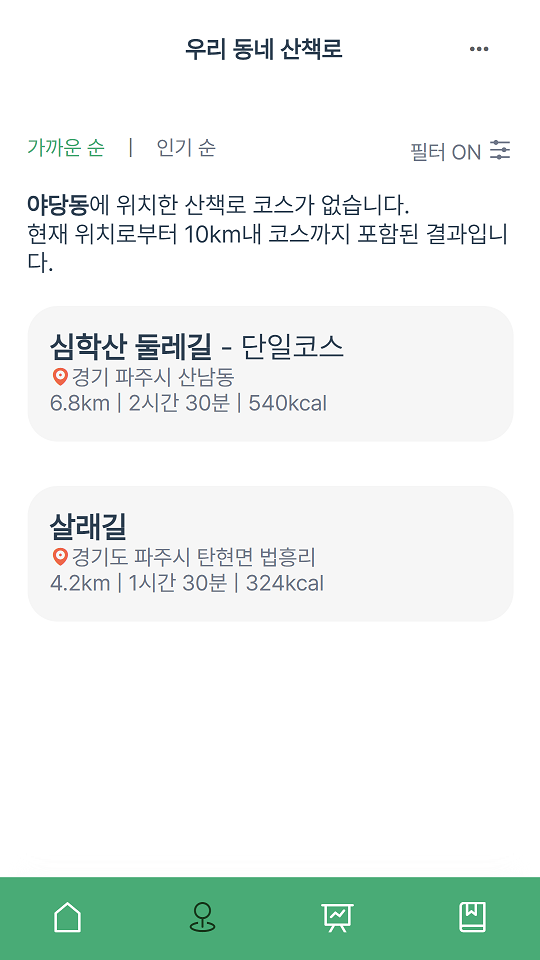 우리 동네 산책로
가까운 순 | 인기 순
필터 ON
야당동에 위치한 산책로 코스가 없습니다.
현재 위치로부터 10km내 코스까지 포함된 결과입니
다.
심학산 둘레길 - 단일코스
경기 파주시 산남동
6.8km | 2시간 30분 | 540kcal
살래길
경기도 파주시 탄현면 법흥리
4.2km | 1시간 30분 | 324kcal